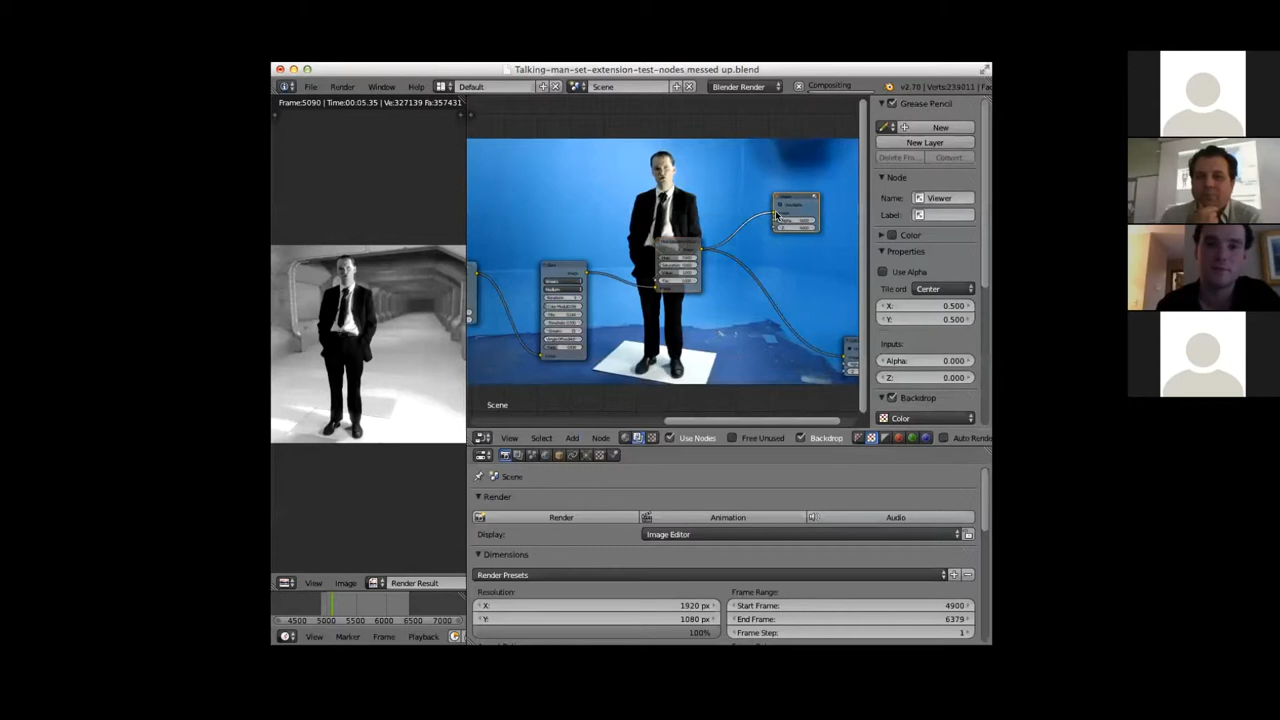 Talking-man-set-extension-test-nodes messed up.blend
File Render Window Help Default Scene Blender Render Compositing v2.70 | Verts:239011 | Fac
Frame:5090 | Time:00:05.35 | Ve:327139 Fa:357431
Grease Pencil
New
New Layer
Delete Fra... Convert
Node
Name: Viewer
Label:
Color
Properties
Use Alpha
Tile ord Center
X: 0.500
Y: 0.500
Inputs:
Alpha: 0.000
Z: 0.000
Backdrop
Color
Scene
View Select Add Node Use Nodes Free Unused Backdrop Auto Rende
Scene
Render
Render Animation Audio
Display: Image Editor
Dimensions
Render Presets
Resolution: Frame Range:
X: 1920 px Start Frame: 4900
Y: 1080 px End Frame: 6379
100% Frame Step: 1
View Image Render Result
4500 5000 5500 6000 6500 7000
View Marker Frame Playback